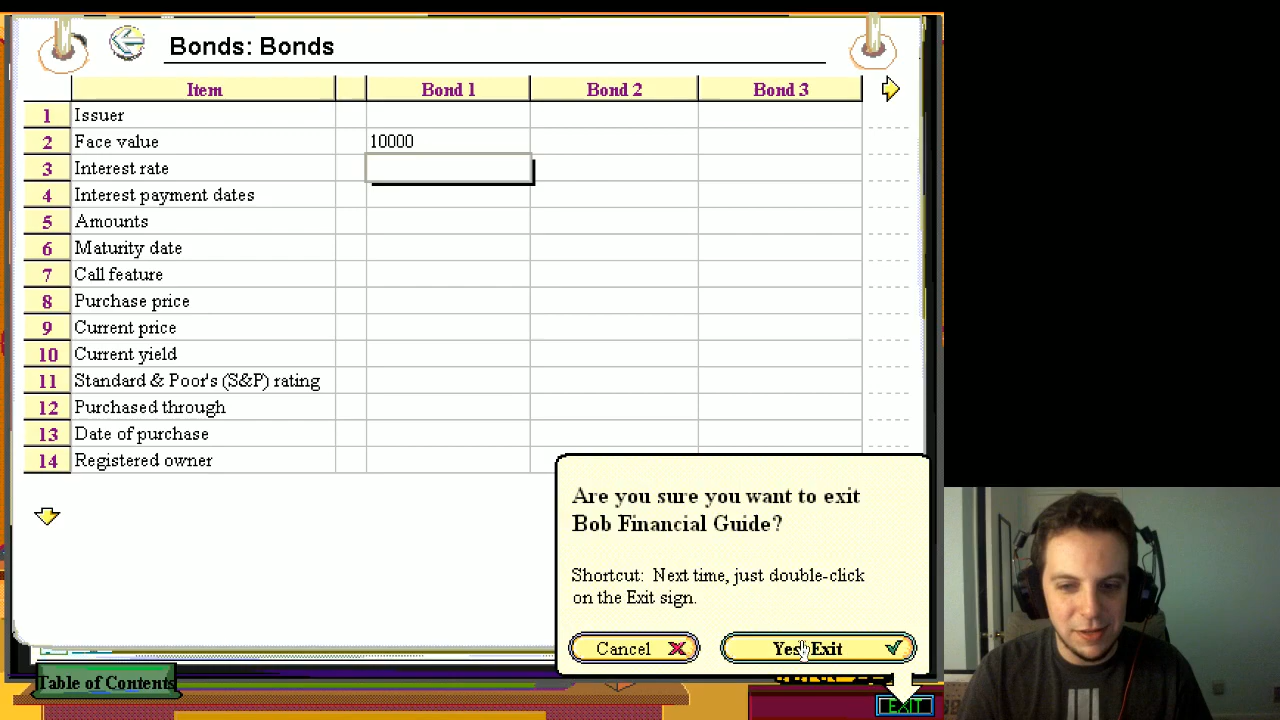 Bonds: Bonds
Item Bond 1 Bond 2 Bond 3
1 Issuer
2 Face value 10000
3 Interest rate
4 Interest payment dates
5 Amounts
6 Maturity date
7 Call feature
8 Purchase price
9 Current price
10 Current yield
11 Standard & Poor's (S&P) rating
12 Purchased through
13 Date of purchase
14 Registered owner
Are you sure you want to exit
Bob Financial Guide?
Shortcut: Next time, just double-click
on the Exit sign.
Cancel Yes, Exit
Table of Contents
EXIT